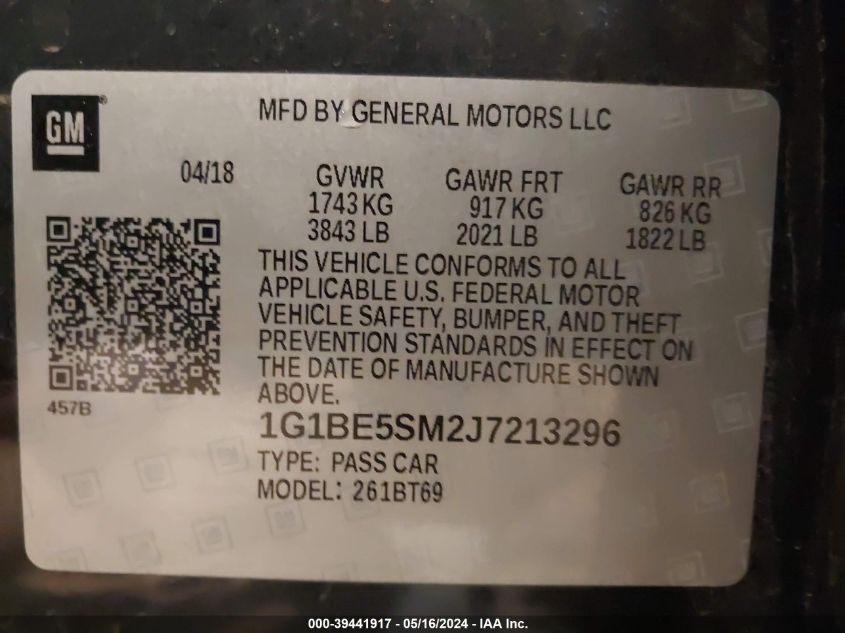 GM
MFD BY GENERAL MOTORS LLC
04/18 GVWR GAWR FRT GAWR RR
1743 KG 917 KG 826 KG
3843 LB 2021 LB 1822 LB
THIS VEHICLE CONFORMS TO ALL
APPLICABLE U.S. FEDERAL MOTOR
VEHICLE SAFETY, BUMPER, AND THEFT
PREVENTION STANDARDS IN EFFECT ON
THE DATE OF MANUFACTURE SHOWN
ABOVE.
457B
1G1BE5SM2J7213296
TYPE: PASS CAR
MODEL: 261BT69
000-39441917 - 05/16/2024 - IAA Inc.